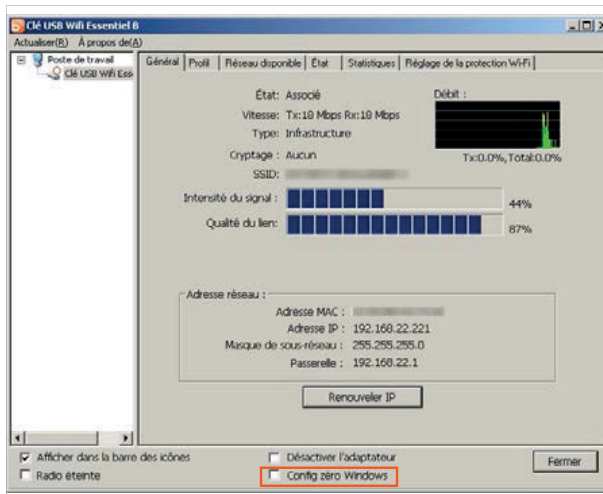 Clé USB Wifi Essentiel B
Actualiser(R) À propos de(A)
Poste de travail
Clé USB Wifi Ess
Général Profil Réseau disponible État Statistiques Réglage de la protection Wi-Fi
État: Associé
Débit :
Vitesse: Tx:18 Mbps Rx:18 Mbps
Type: Infrastructure
Cryptage : Aucun
Tx:0.0%, Total:0.0%
SSID:
Intensité du signal : 44%
Qualité du lien: 87%
Adresse réseau :
Adresse MAC :
Adresse IP : 192.168.22.221
Masque de sous-réseau : 255.255.255.0
Passerelle : 192.168.22.1
Renouveler IP
Afficher dans la barre des icônes Désactiver l'adaptateur
Fermer
Radio éteinte Config zéro Windows